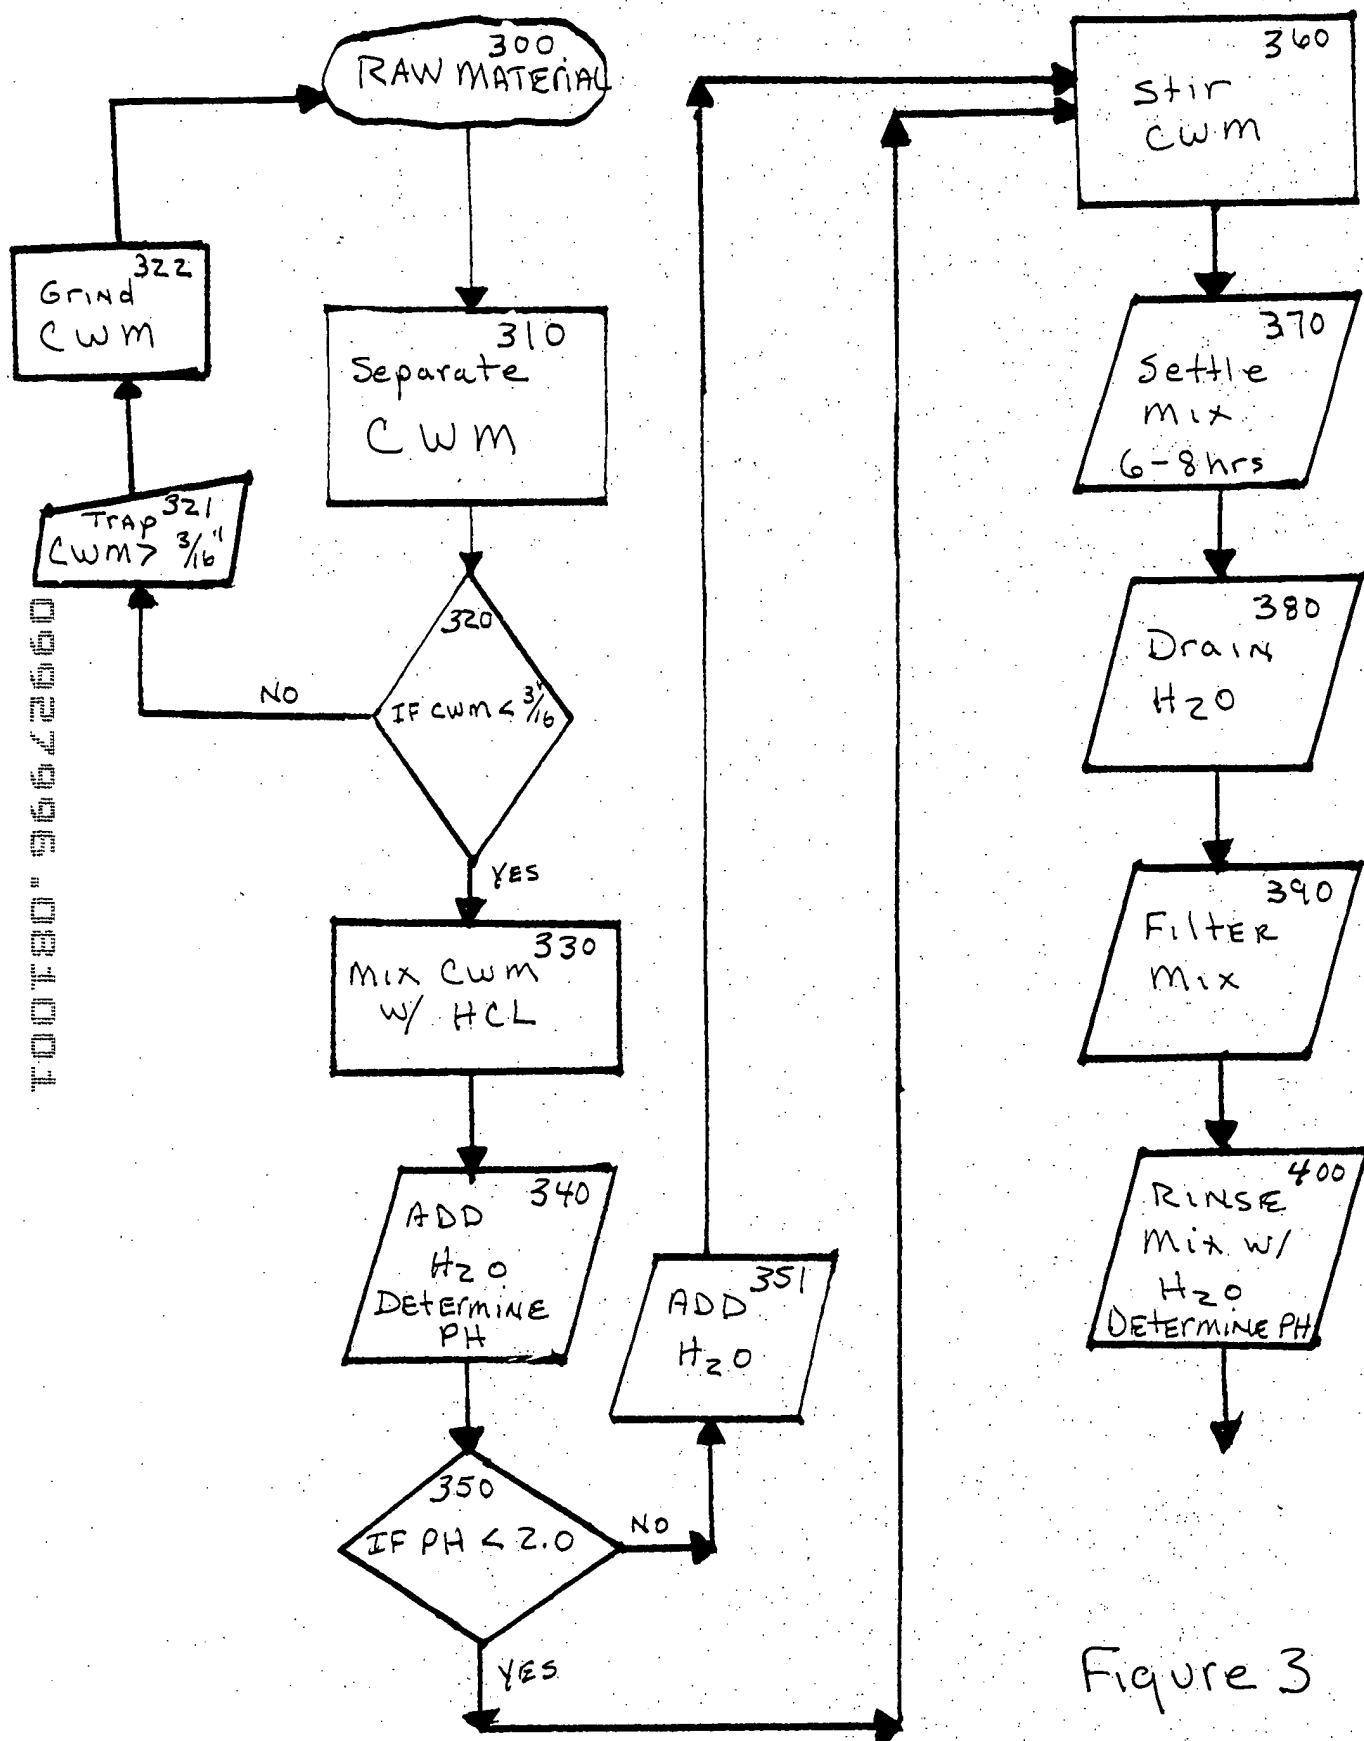 300
RAW MATERIAL
322
Grind
CWM
310
Separate
CWM
321
TRAP
CWM > 3/16"
320
IF CWM < 3/16"
NO
YES
330
MIX CWM
W/ HCL
340
ADD
H2O
DETERMINE
PH
350
IF PH < 2.0
NO
YES
351
ADD
H2O
360
Stir
CWM
370
Settle
MIX
6-8 hrs
380
Drain
H2O
390
FILTER
MIX
400
RINSE
Mix W/
H2O
DETERMINE PH
Figure 3
09927996.081001